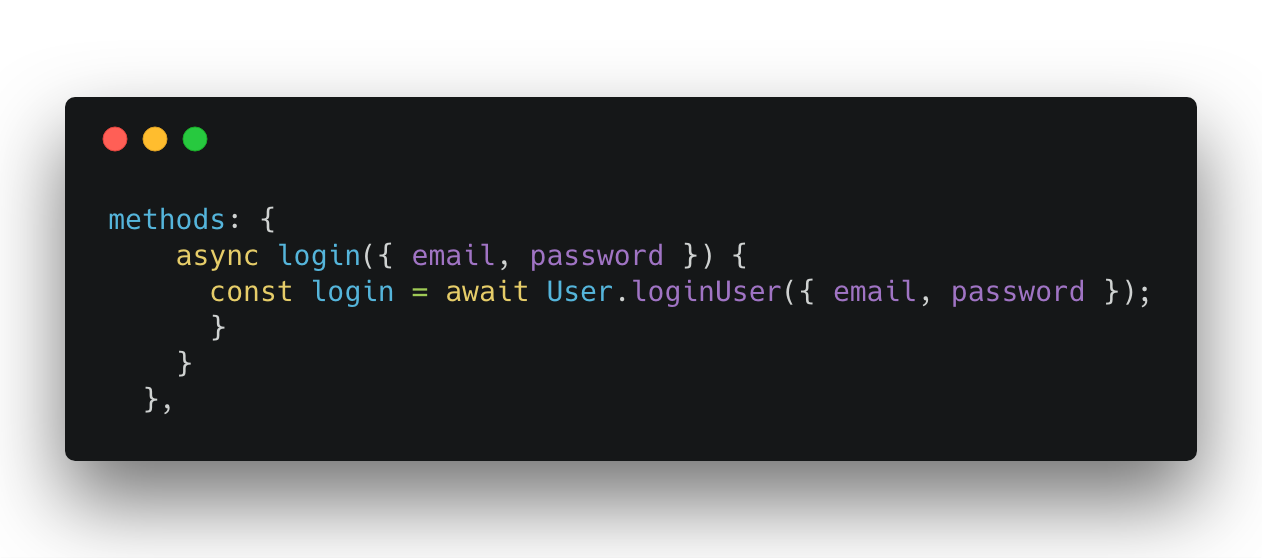 methods: {
    async login({ email, password }) {
      const login = await User.loginUser({ email, password });
      }
    }
  },